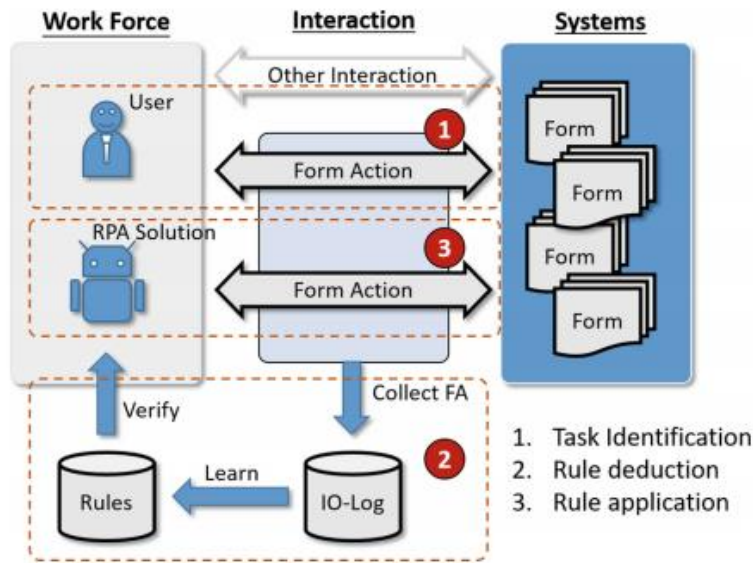 Work Force
Interaction
Systems
Other Interaction
User
1
Form
Form Action
Form
RPA Solution
3
Form
Form Action
Form
Collect FA
Verify
2
Learn
Rules
IO-Log
1. Task Identification
2. Rule deduction
3. Rule application